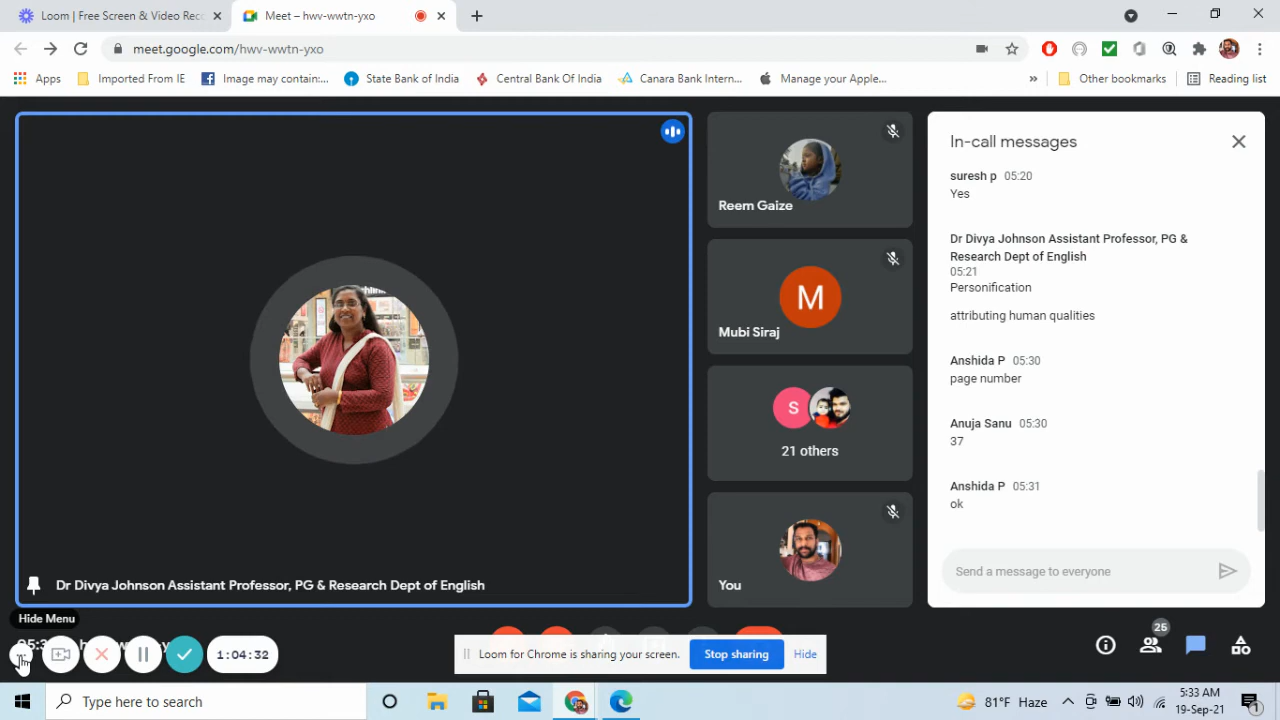 Loom | Free Screen & Video Rec
Meet – hwv-wwtn-yxo
meet.google.com/hwv-wwtn-yxo
Apps
Imported From IE
Image may contain:...
State Bank of India
Central Bank Of India
Canara Bank Intern...
Manage your Apple...
»
Other bookmarks
Reading list
Reem Gaize
M
Mubi Siraj
S
21 others
You
Dr Divya Johnson Assistant Professor, PG & Research Dept of English
In-call messages
suresh p 05:20
Yes
Dr Divya Johnson Assistant Professor, PG &
Research Dept of English
05:21
Personification
attributing human qualities
Anshida P 05:30
page number
Anuja Sanu 05:30
37
Anshida P 05:31
ok
Send a message to everyone
Hide Menu
1:04:32
Loom for Chrome is sharing your screen.
Stop sharing
Hide
25
Type here to search
81°F Haze
5:33 AM
19-Sep-21
1